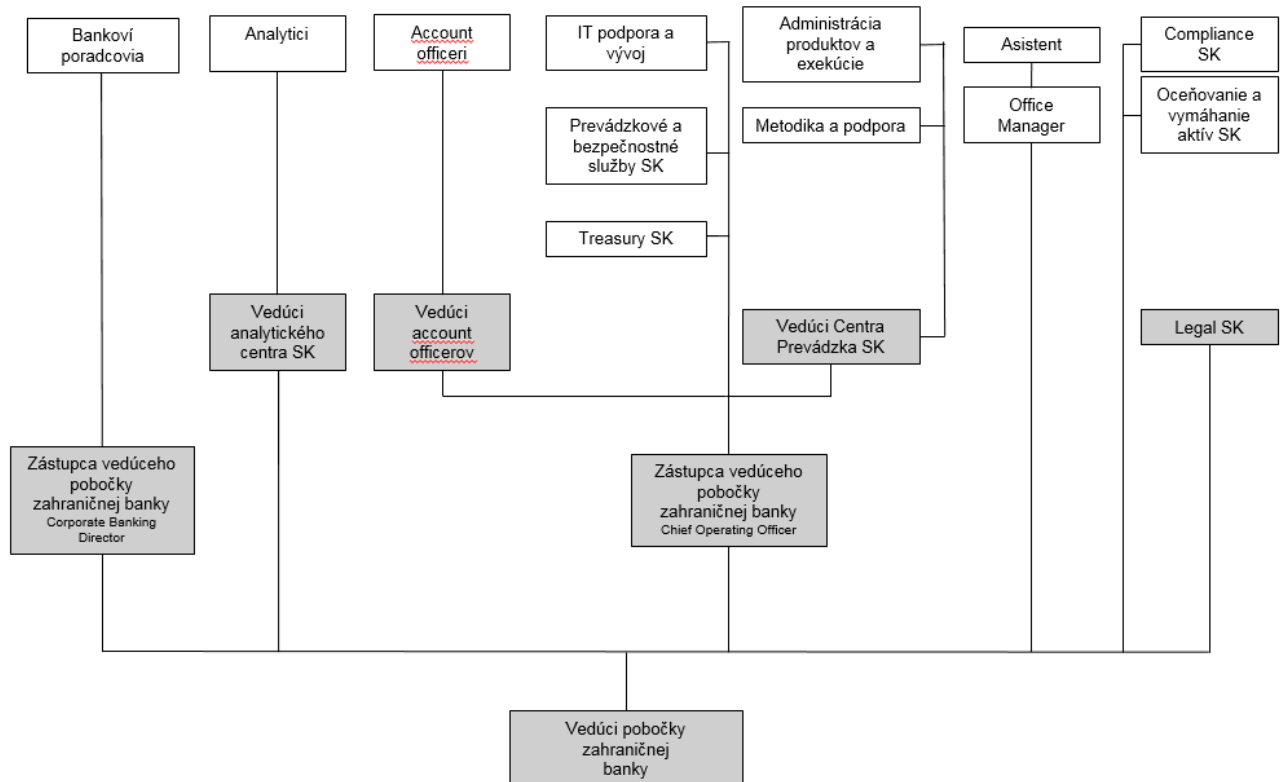 Bankoví
poradcovia
Analytici
Account
officeri
IT podpora a
vývoj
Administrácia
produktov a
exekúcie
Asistent
Compliance
SK
Prevádzkové a
bezpečnostné
služby SK
Metodika a podpora
Office
Manager
Oceňovanie a
vymáhanie
aktív SK
Treasury SK
Vedúci
analytického
centra SK
Vedúci
account
officerov
Vedúci Centra
Prevádzka SK
Legal SK
Zástupca vedúceho
pobočky
zahraničnej banky
Corporate Banking
Director
Zástupca vedúceho
pobočky
zahraničnej banky
Chief Operating Officer
Vedúci pobočky
zahraničnej
banky